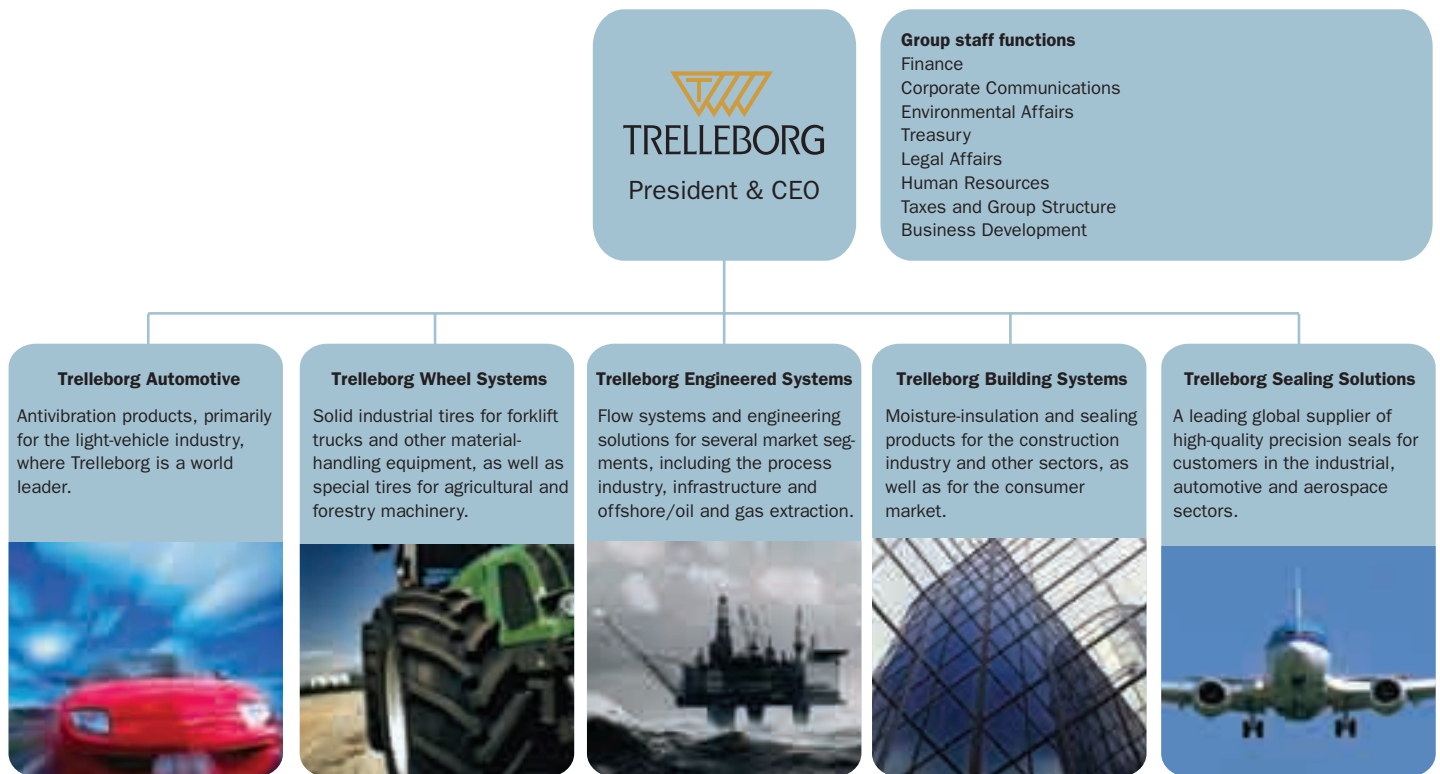 TRELLEBORG
President & CEO
Group staff functions
Finance
Corporate Communications
Environmental Affairs
Treasury
Legal Affairs
Human Resources
Taxes and Group Structure
Business Development
Trelleborg Automotive
Antivibration products, primarily
for the light-vehicle industry,
where Trelleborg is a world
leader.
Trelleborg Wheel Systems
Solid industrial tires for forklift
trucks and other material-
handling equipment, as well as
special tires for agricultural and
forestry machinery.
Trelleborg Engineered Systems
Flow systems and engineering
solutions for several market seg-
ments, including the process
industry, infrastructure and
offshore/oil and gas extraction.
Trelleborg Building Systems
Moisture-insulation and sealing
products for the construction
industry and other sectors, as
well as for the consumer
market.
Trelleborg Sealing Solutions
A leading global supplier of
high-quality precision seals for
customers in the industrial,
automotive and aerospace
sectors.